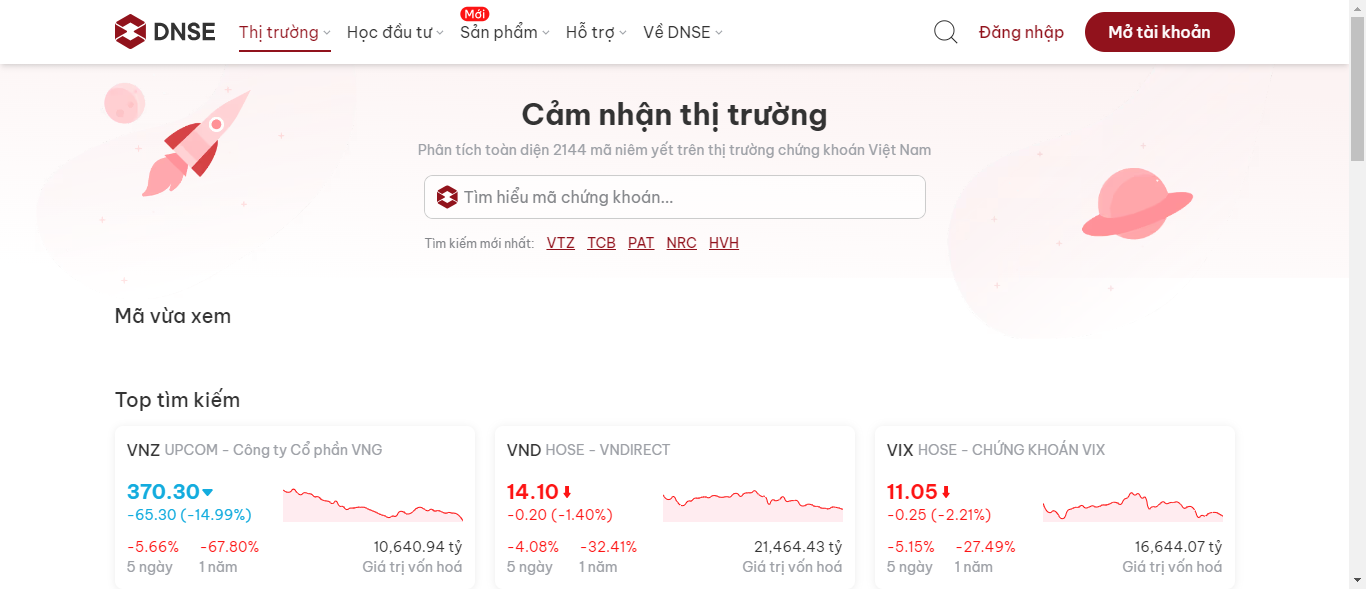 DNSE Thị trường Học đầu tư Mới Sản phẩm Hỗ trợ Về DNSE Đăng nhập Mở tài khoản
Cảm nhận thị trường
Phân tích toàn diện 2144 mã niêm yết trên thị trường chứng khoán Việt Nam
Tìm hiểu mã chứng khoán...
Tìm kiếm mới nhất: VTZ TCB PAT NRC HVH
Mã vừa xem
Top tìm kiếm
VNZ UPCOM - Công ty Cổ phần VNG
370.30
-65.30 (-14.99%)
-5.66% -67.80% 10,640.94 tỷ
5 ngày 1 năm Giá trị vốn hoá
VND HOSE - VNDIRECT
14.10
-0.20 (-1.40%)
-4.08% -32.41% 21,464.43 tỷ
5 ngày 1 năm Giá trị vốn hoá
VIX HOSE - CHỨNG KHOÁN VIX
11.05
-0.25 (-2.21%)
-5.15% -27.49% 16,644.07 tỷ
5 ngày 1 năm Giá trị vốn hoá